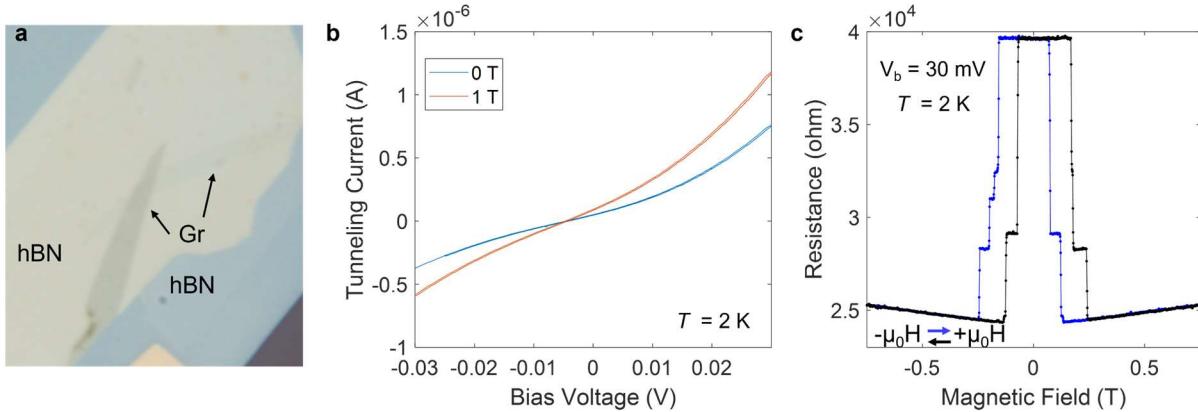 a
hBN
Gr
hBN
b
×10⁻⁶
1.5
1
0.5
0
-0.5
-1
0 T
1 T
T = 2 K
-0.03 -0.02 -0.01 0 0.01 0.02
Tunneling Current (A)
Bias Voltage (V)
c
×10⁴
4
3.5
3
2.5
V_b = 30 mV
T = 2 K
-μ₀H +μ₀H
-0.5 0 0.5
Resistance (ohm)
Magnetic Field (T)